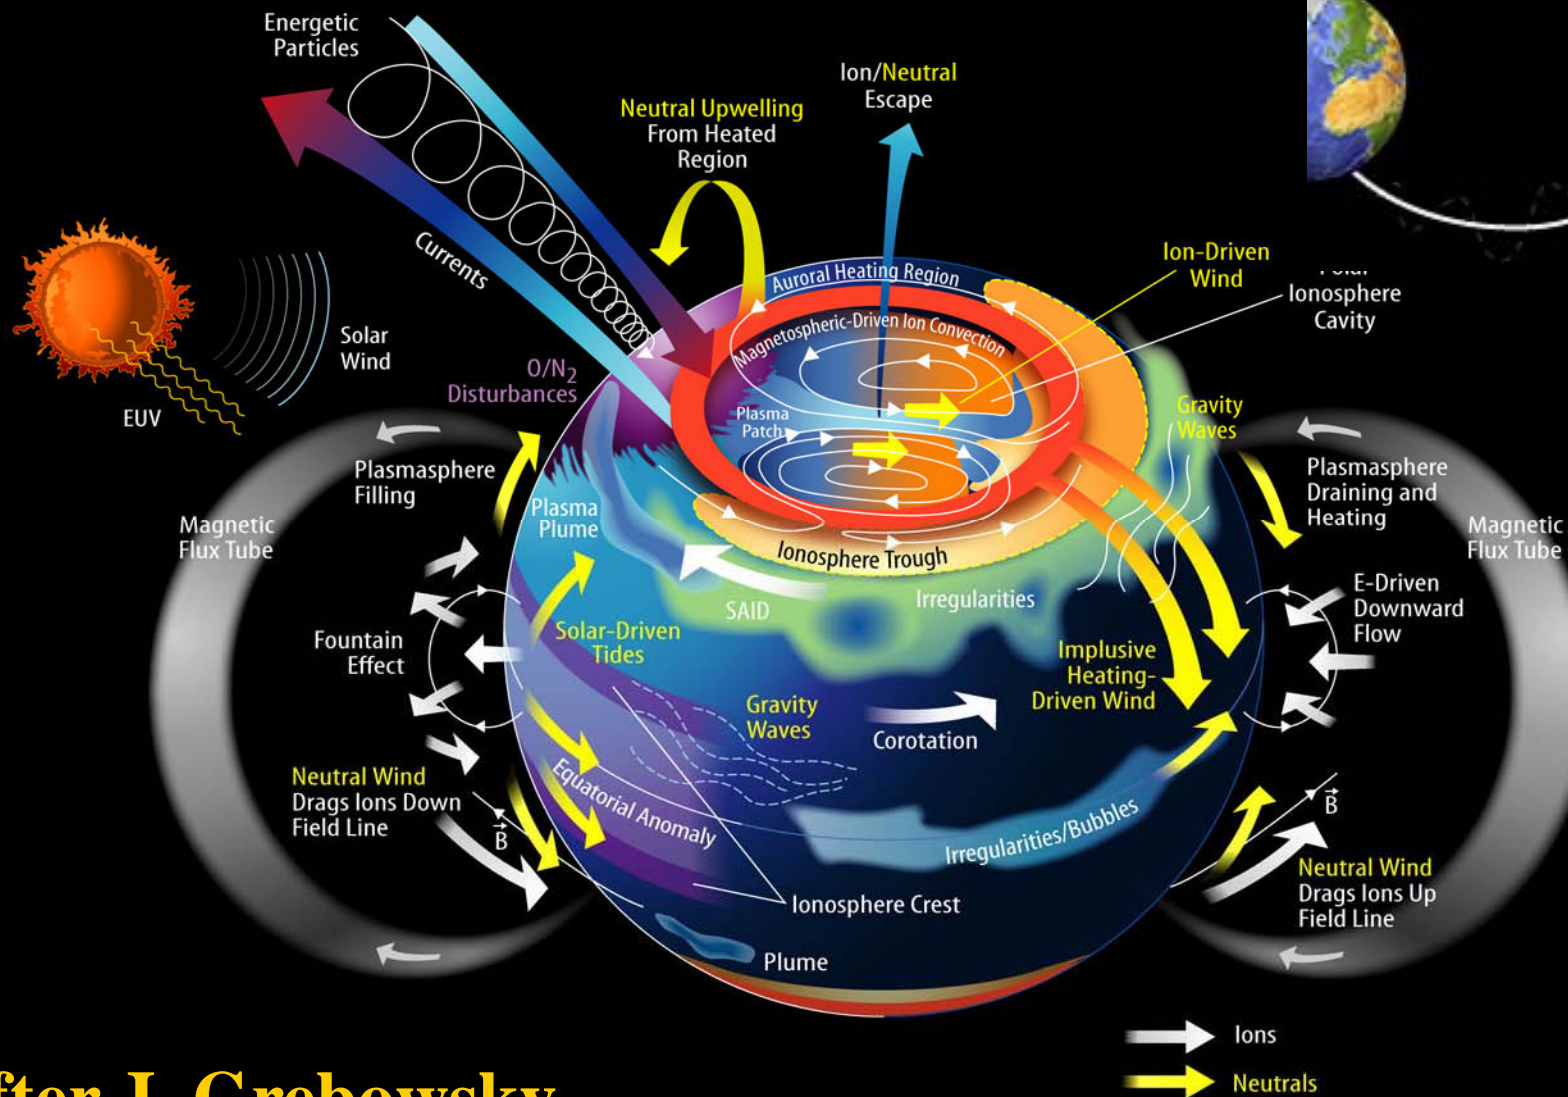 Energetic
Particles
Ion/Neutral
Escape
Neutral Upwelling
From Heated
Region
Currents
Solar
Wind
EUV
Auroral Heating Region
Ion-Driven
Wind
Polar
Ionosphere
Cavity
Magnetospheric-Driven Ion Convection
O/N2
Disturbances
Plasma
Patch
Gravity
Waves
Plasmasphere
Filling
Plasmasphere
Draining and
Heating
Magnetic
Flux Tube
Magnetic
Flux Tube
Plasma
Plume
Ionosphere Trough
SAID
Irregularities
E-Driven
Downward
Flow
Fountain
Effect
Solar-Driven
Tides
Implusive
Heating-
Driven Wind
Gravity
Waves
Corotation
Neutral Wind
Drags Ions Down
Field Line
B
Equatorial Anomaly
Irregularities/Bubbles
B
Neutral Wind
Drags Ions Up
Field Line
Ionosphere Crest
Plume
Ions
Neutrals
fter J. Grebowsky